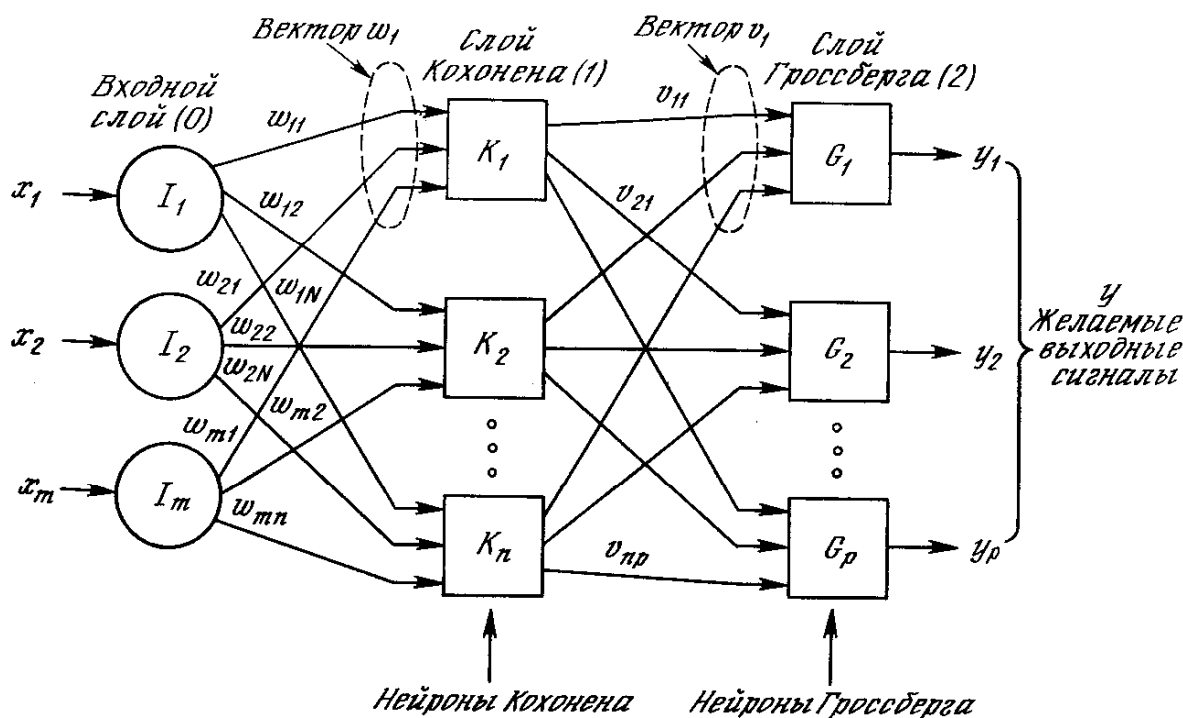 Вектор w1
Слой
Кохонена (1)
Вектор v1
Слой
Гроссберга (2)
Входной
слой (0)
w11
v11
x1
I1
K1
G1
y1
w12
v21
w21
w1N
x2
I2
w22
K2
G2
y2
Y
Желаемые
выходные
сигналы
w2N
wm2
wm1
xm
Im
wmn
Kn
vnp
Gp
yp
Нейроны Кохонена
Нейроны Гроссберга